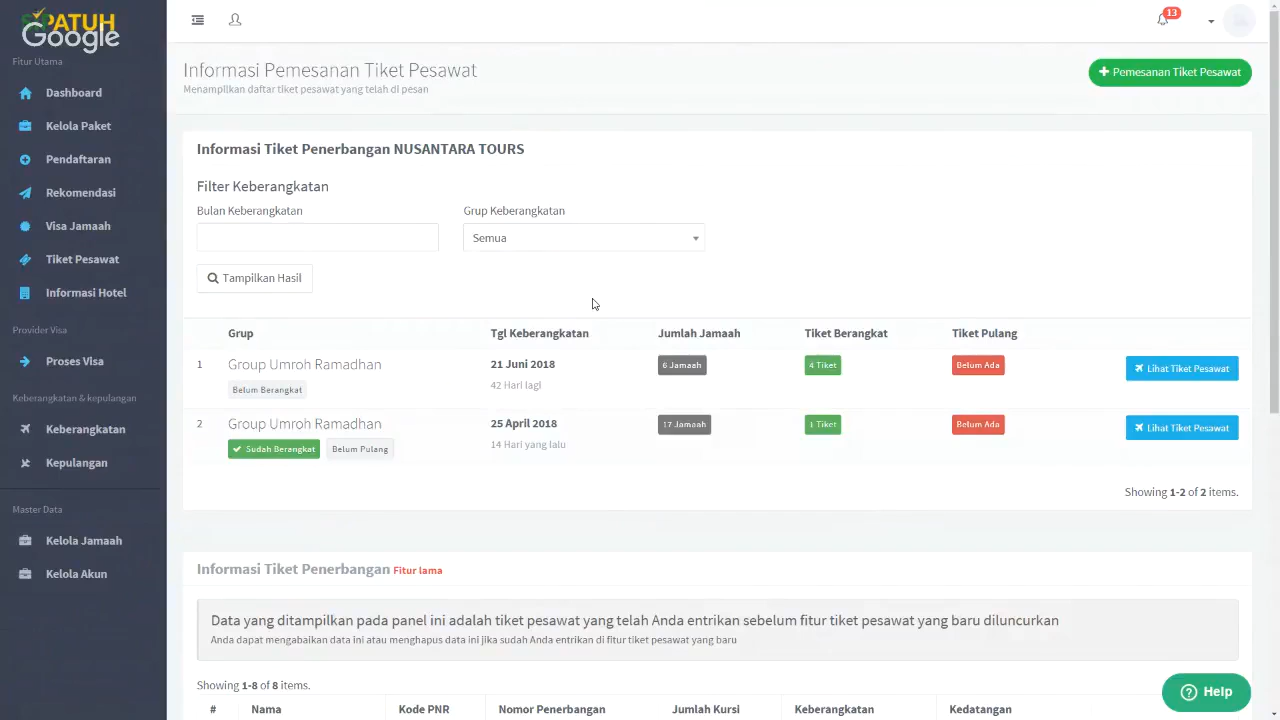 SIPATUH
Google
Fitur Utama
Dashboard
Kelola Paket
Pendaftaran
Rekomendasi
Visa Jamaah
Tiket Pesawat
Informasi Hotel
Provider Visa
Proses Visa
Keberangkatan & kepulangan
Keberangkatan
Kepulangan
Master Data
Kelola Jamaah
Kelola Akun
13
Informasi Pemesanan Tiket Pesawat
Menampilkan daftar tiket pesawat yang telah di pesan
Pemesanan Tiket Pesawat
Informasi Tiket Penerbangan NUSANTARA TOURS
Filter Keberangkatan
Bulan Keberangkatan Grup Keberangkatan
Semua
Tampilkan Hasil
Grup Tgl Keberangkatan Jumlah Jamaah Tiket Berangkat Tiket Pulang
1 Group Umroh Ramadhan 21 Juni 2018 6 Jamaah 4 Tiket Belum Ada Lihat Tiket Pesawat
Belum Berangkat 42 Hari lagi
2 Group Umroh Ramadhan 25 April 2018 17 Jamaah 1 Tiket Belum Ada Lihat Tiket Pesawat
Sudah Berangkat Belum Pulang 14 Hari yang lalu
Showing 1-2 of 2 items.
Informasi Tiket Penerbangan Fitur lama
Data yang ditampilkan pada panel ini adalah tiket pesawat yang telah Anda entrikan sebelum fitur tiket pesawat yang baru diluncurkan
Anda dapat mengabaikan data ini atau menghapus data ini jika sudah Anda entrikan di fitur tiket pesawat yang baru
Showing 1-8 of 8 items.
# Nama Kode PNR Nomor Penerbangan Jumlah Kursi Keberangkatan Kedatangan
Help